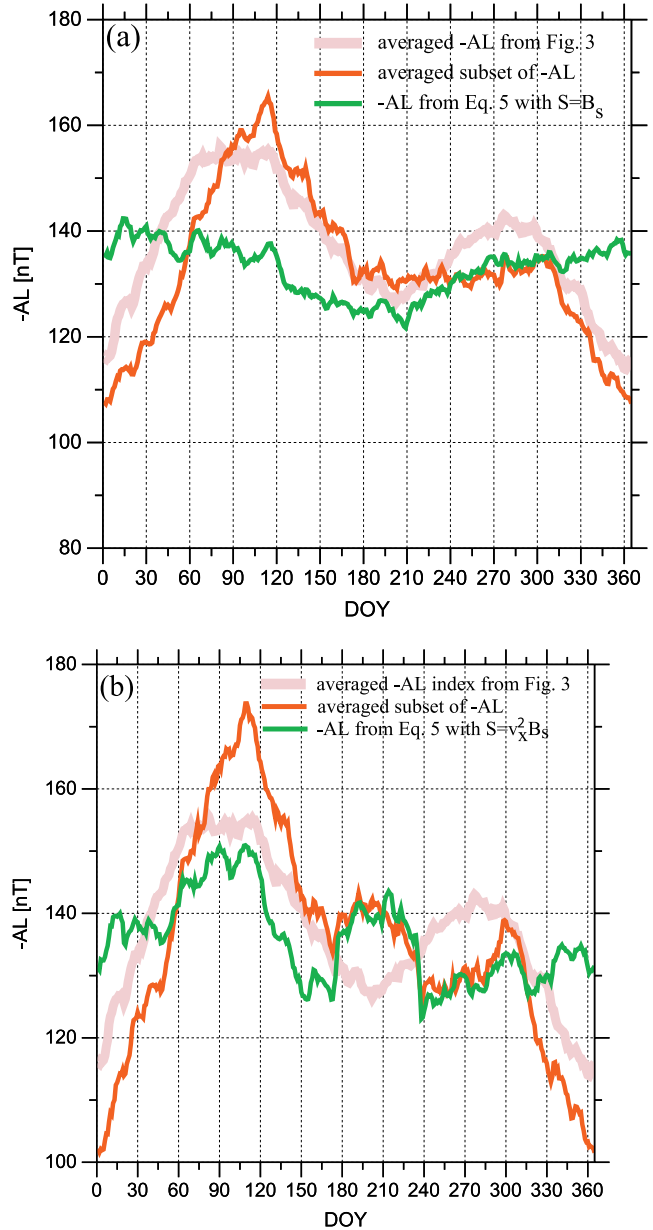 (a)
averaged -AL from Fig. 3
averaged subset of -AL
-AL from Eq. 5 with S=Bs
180
160
140
120
100
80
-AL [nT]
0 30 60 90 120 150 180 210 240 270 300 330 360
DOY
(b)
averaged -AL index from Fig. 3
averaged subset of -AL
-AL from Eq. 5 with S=v²ₓBs
180
160
140
120
100
-AL [nT]
0 30 60 90 120 150 180 210 240 270 300 330 360
DOY